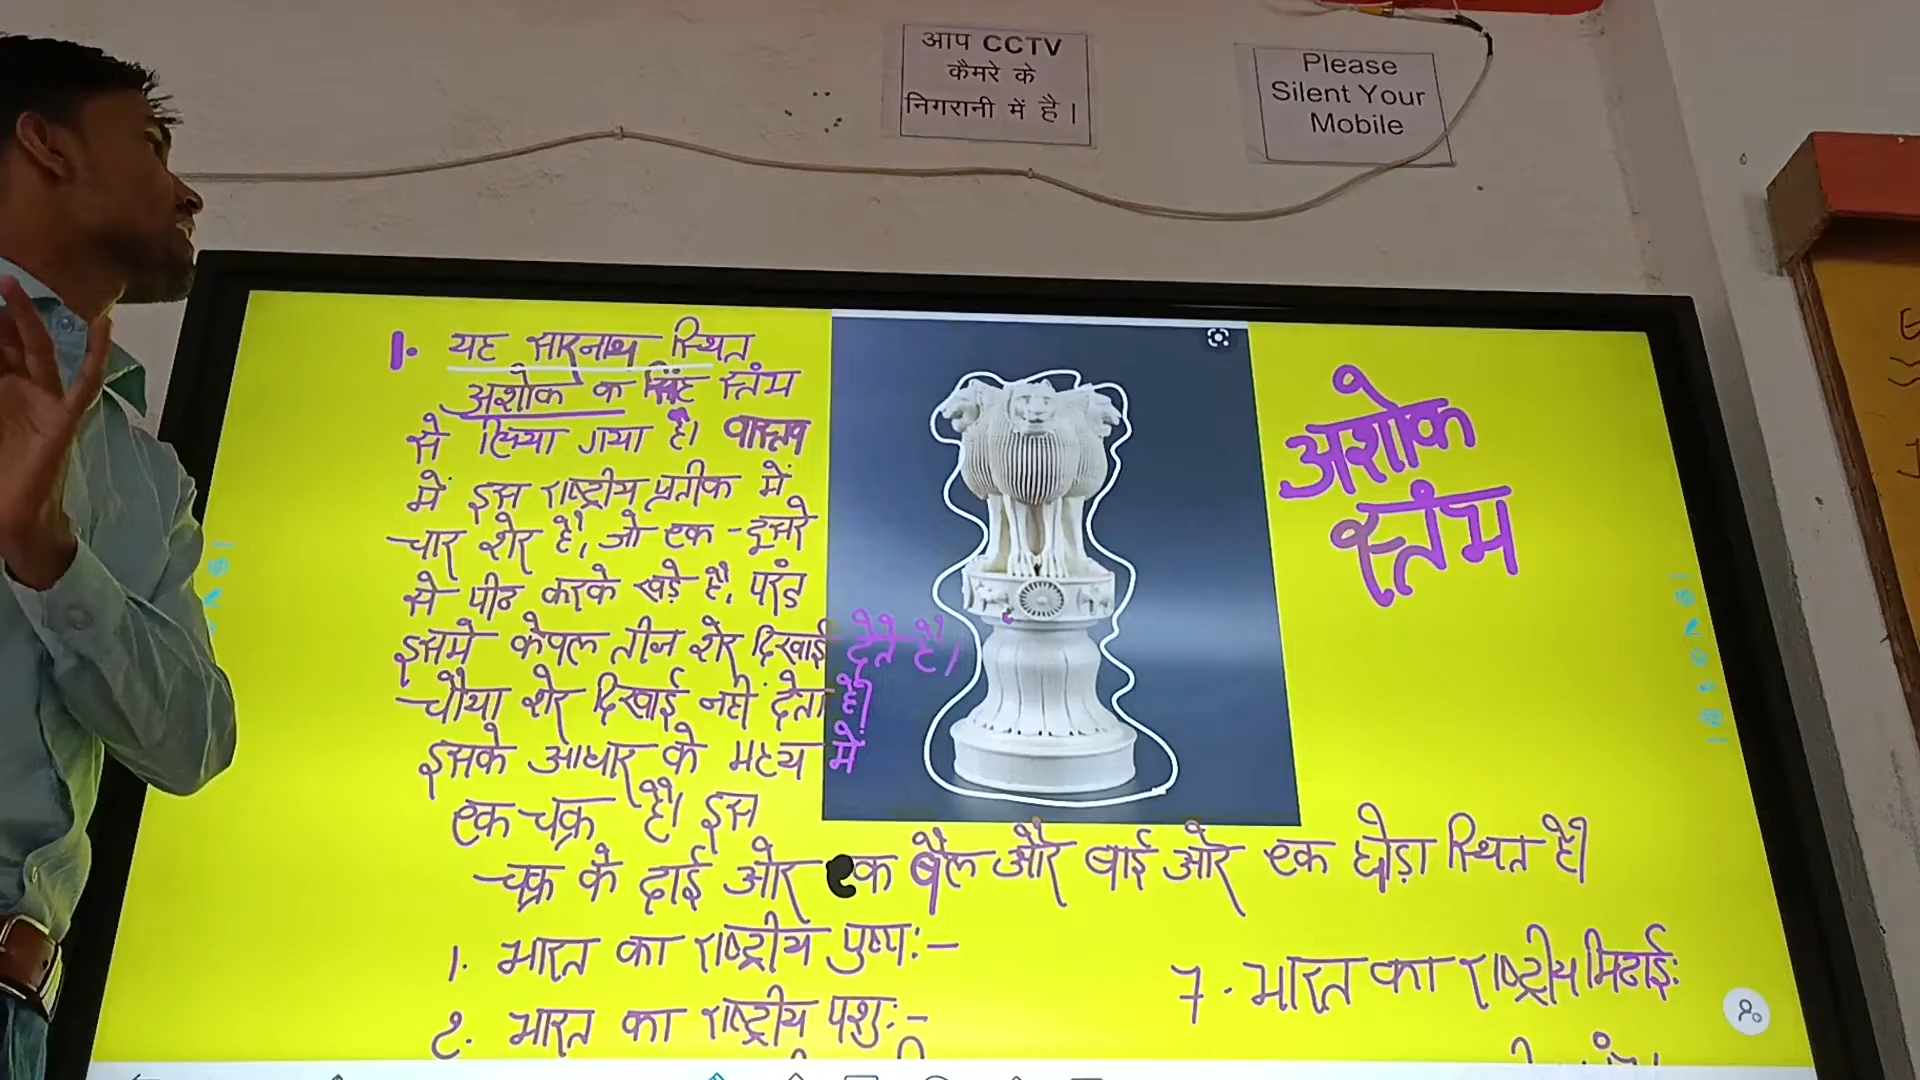 आप CCTV
कैमरे के
निगरानी में है।
Please
Silent Your
Mobile
1. यह सारनाथ स्थित
अशोक क सिंह स्तंभ
से लिया गया है। वास्तव
में इस राष्ट्रीय प्रतीक में
चार शेर है, जो एक-दूसरे
से पीठ करके खड़े है, परंतु
इसमे केवल तीन शेर दिखाई देते है।
चौथा शेर दिखाई नही देता है।
इसके आधार के मध्य में
एक चक्र है। इस
चक्र के दाई ओर एक बैल और बाई ओर एक घोड़ा स्थित है।
अशोक
स्तंभ
1. भारत का राष्ट्रीय पुष्प:-
2. भारत का राष्ट्रीय पशु:-
7. भारत का राष्ट्रीय मिठाई: